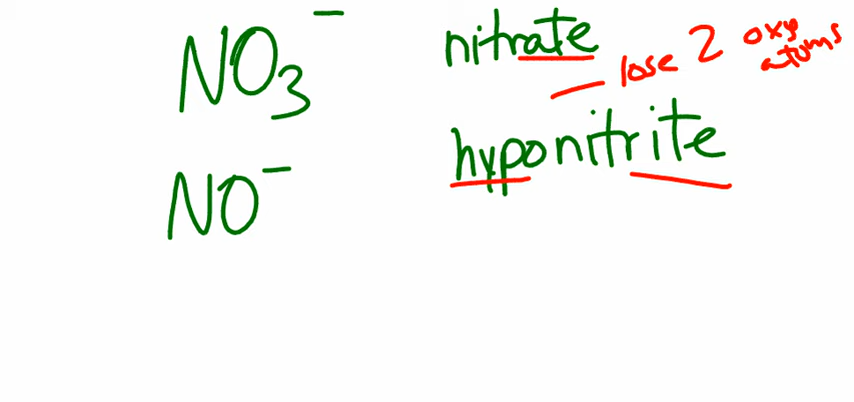 NO₃⁻ nitrate
— lose 2 oxy atoms
hyponitrite
NO⁻